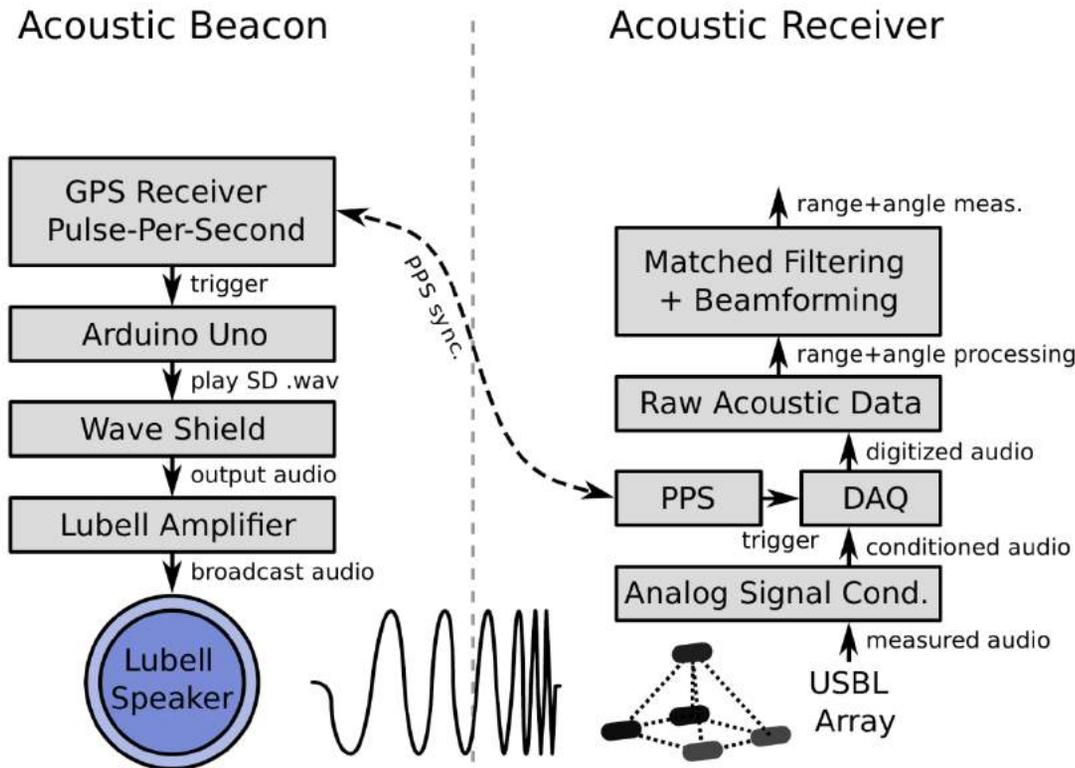 Acoustic Beacon
GPS Receiver
Pulse-Per-Second
trigger
Arduino Uno
play SD .wav
Wave Shield
output audio
Lubell Amplifier
broadcast audio
Lubell
Speaker
PPS sync.
Acoustic Receiver
range+angle meas.
Matched Filtering
+ Beamforming
range+angle processing
Raw Acoustic Data
digitized audio
PPS
DAQ
trigger
conditioned audio
Analog Signal Cond.
measured audio
USBL
Array